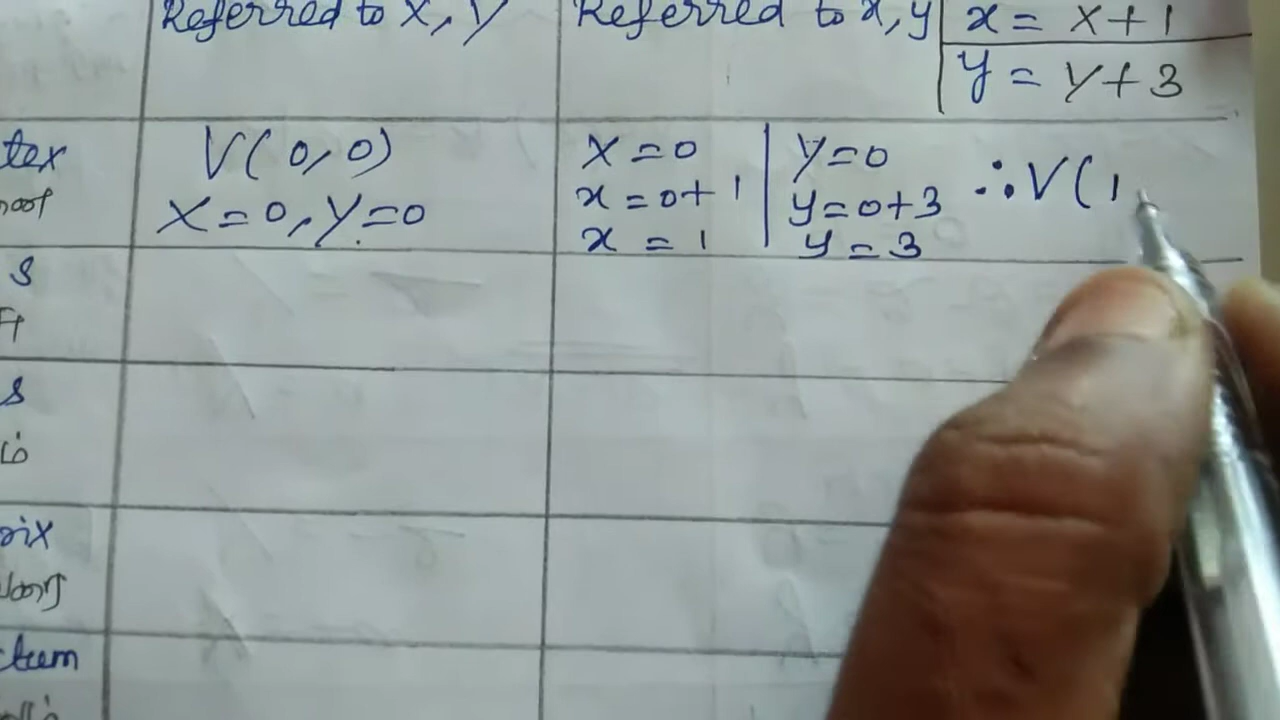 Referred to X, Y
Referred to x, y
x = X+1
y = Y+3
tex
V(0,0)
X=0, Y=0
X=0
x=0+1
x=1
Y=0
y=0+3
y=3
∴V(1
s
s
rix
ctum